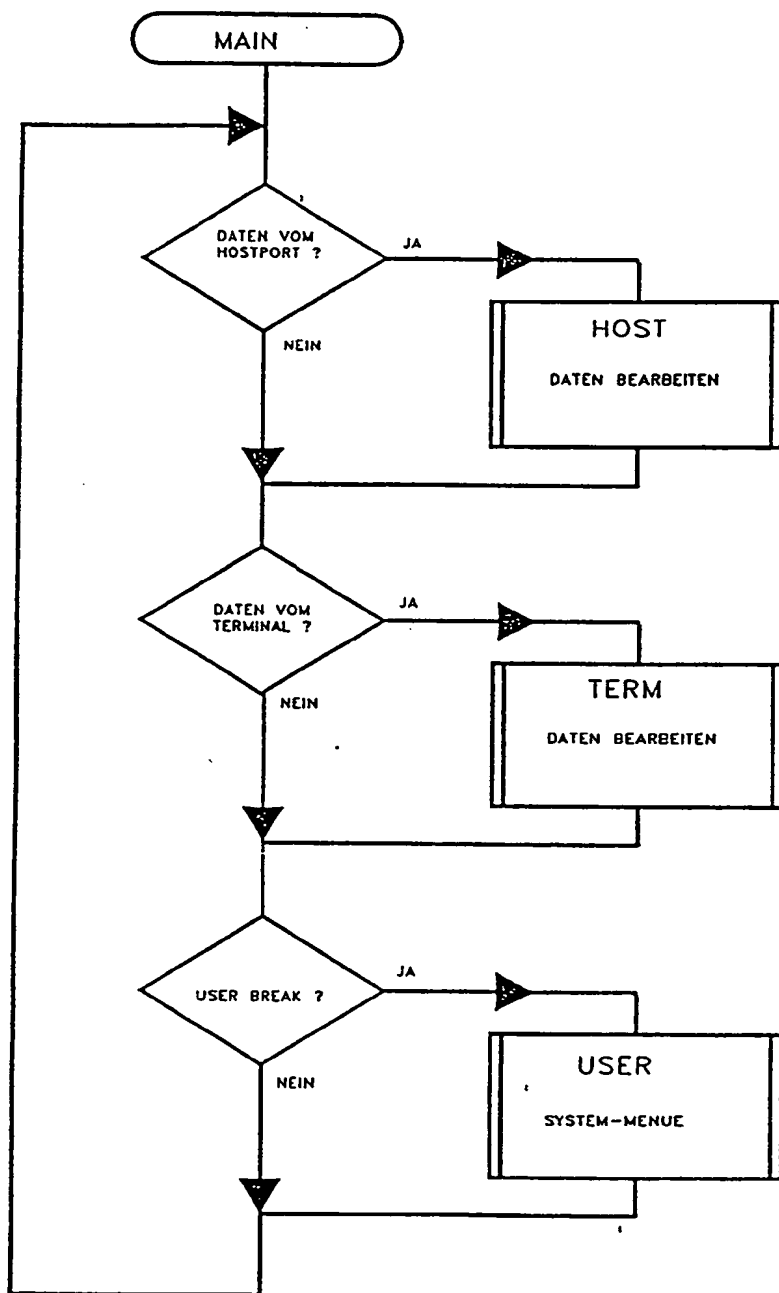 MAIN
DATEN VOM
HOSTPORT ?
JA
NEIN
HOST
DATEN BEARBEITEN
DATEN VOM
TERMINAL ?
JA
NEIN
TERM
DATEN BEARBEITEN
USER BREAK ?
JA
NEIN
USER
SYSTEM-MENUE